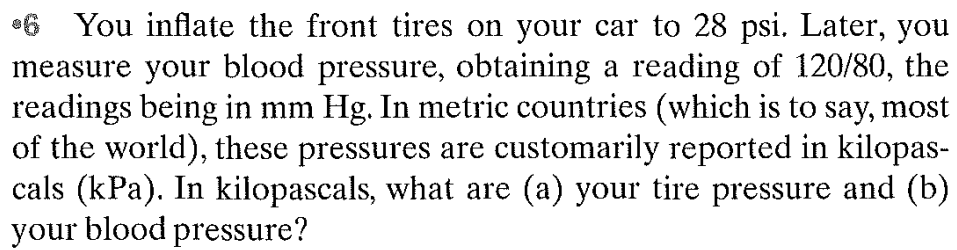 •6 You inflate the front tires on your car to 28 psi. Later, you
measure your blood pressure, obtaining a reading of 120/80, the
readings being in mm Hg. In metric countries (which is to say, most
of the world), these pressures are customarily reported in kilopas-
cals (kPa). In kilopascals, what are (a) your tire pressure and (b)
your blood pressure?